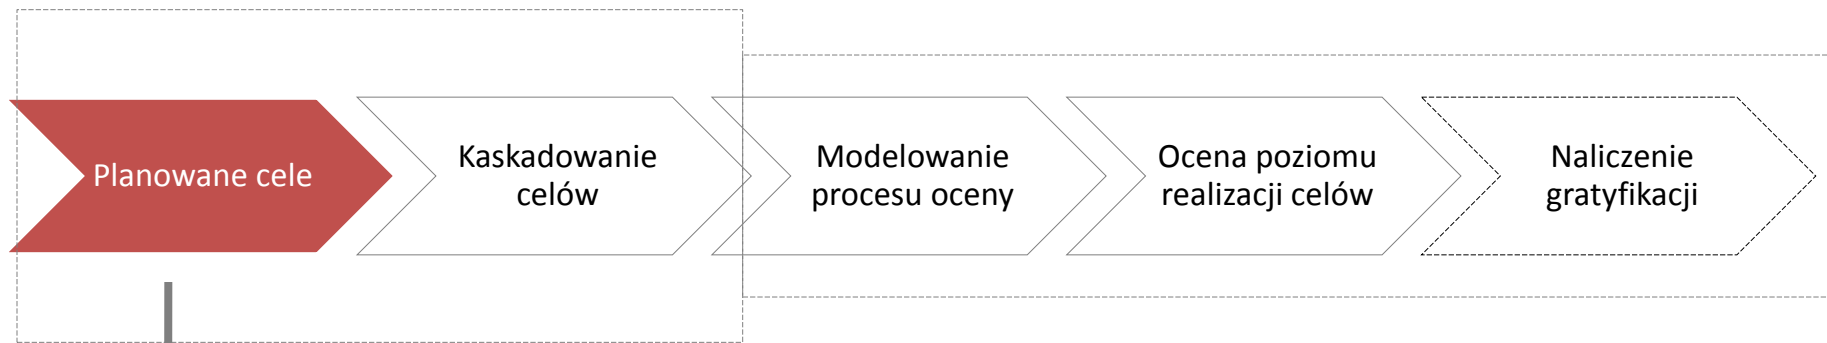 Planowane cele
Kaskadowanie
celów
Modelowanie
procesu oceny
Ocena poziomu
realizacji celów
Naliczenie
gratyfikacji